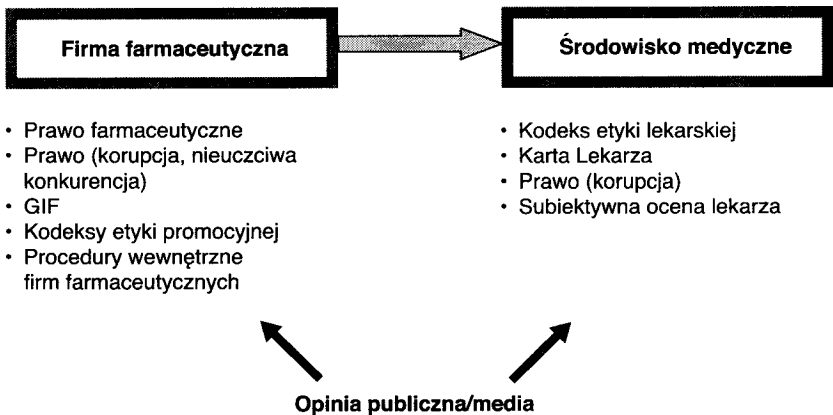 Firma farmaceutyczna
Środowisko medyczne
• Prawo farmaceutyczne
• Prawo (korupcja, nieuczciwa
konkurencja)
• GIF
• Kodeksy etyki promocyjnej
• Procedury wewnętrzne
firm farmaceutycznych
• Kodeks etyki lekarskiej
• Karta Lekarza
• Prawo (korupcja)
• Subiektywna ocena lekarza
Opinia publiczna/media